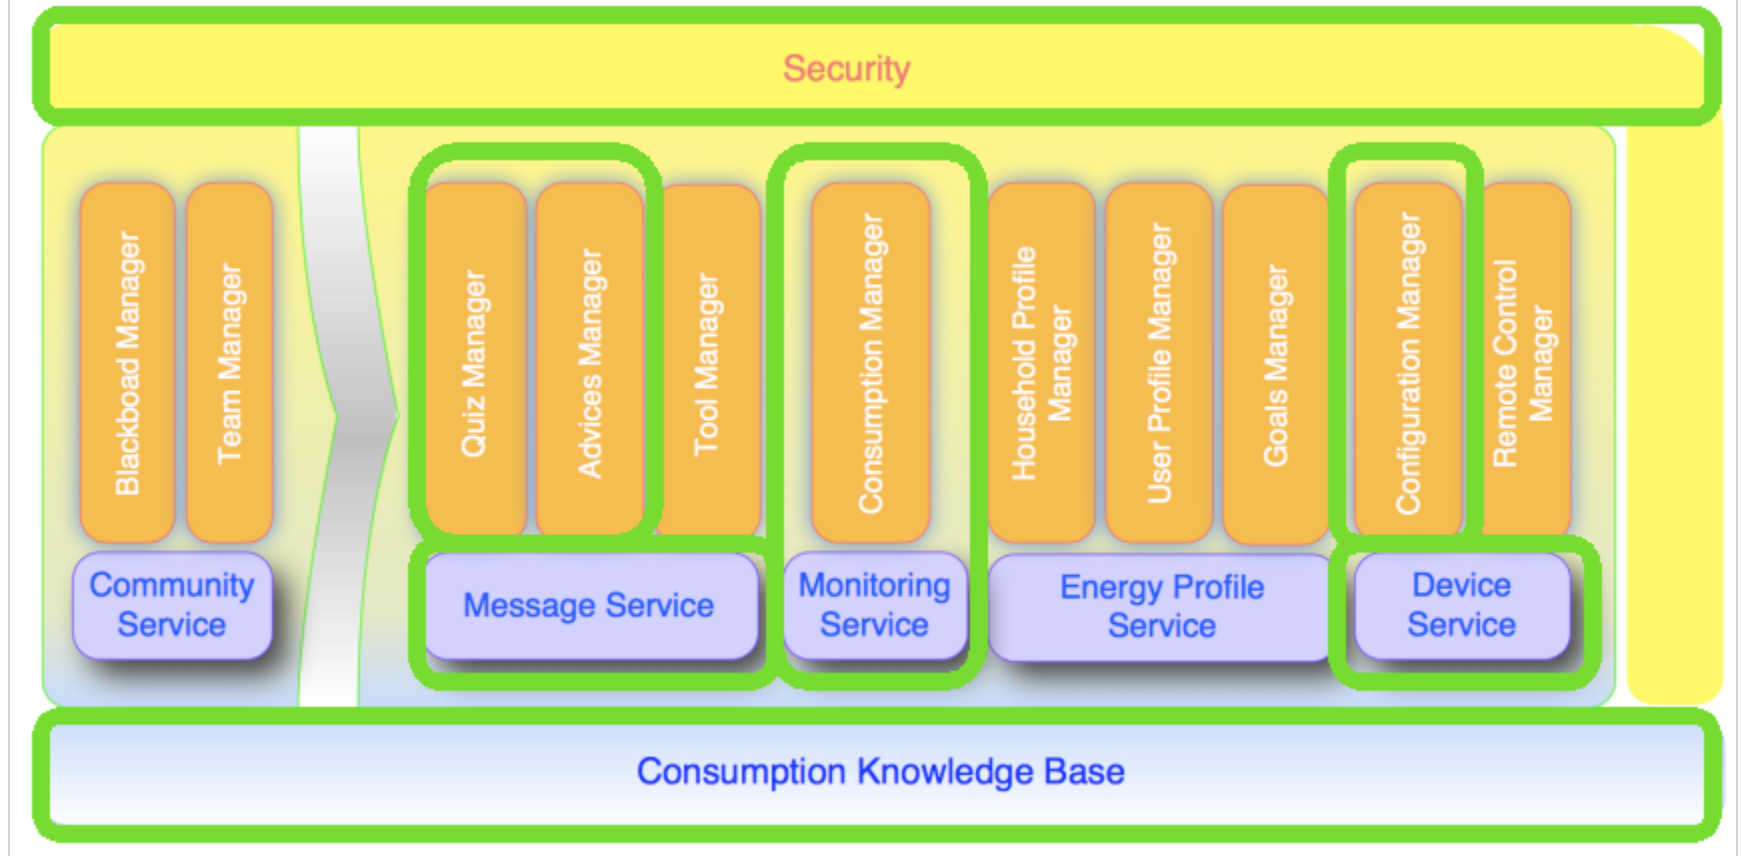 Security
Blackboad Manager
Team Manager
Quiz Manager
Advices Manager
Tool Manager
Consumption Manager
Household Profile
Manager
User Profile Manager
Goals Manager
Configuration Manager
Remote Control
Manager
Community
Service
Message Service
Monitoring
Service
Energy Profile
Service
Device
Service
Consumption Knowledge Base